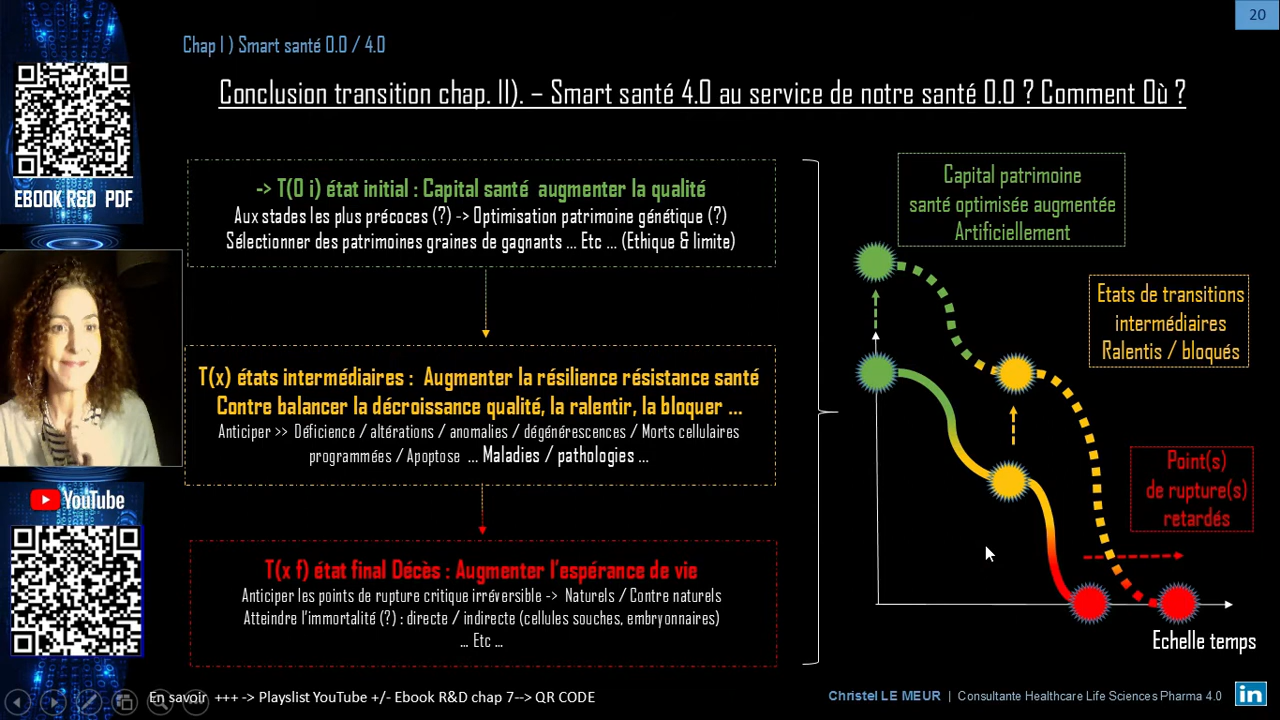 20
Chap I ) Smart santé 0.0 / 4.0
Conclusion transition chap. II). – Smart santé 4.0 au service de notre santé 0.0 ? Comment Où ?
EBOOK R&D PDF
YouTube
-> T(0 i) état initial : Capital santé augmenter la qualité
Aux stades les plus précoces (?) -> Optimisation patrimoine génétique (?)
Sélectionner des patrimoines graines de gagnants ... Etc ... (Ethique & limite)
T(x) états intermédiaires : Augmenter la résilience résistance santé
Contre balancer la décroissance qualité, la ralentir, la bloquer ...
Anticiper >> Déficience / altérations / anomalies / dégénérescences / Morts cellulaires
programmées / Apoptose ... Maladies / pathologies ...
T(x f) état final Décès : Augmenter l'espérance de vie
Anticiper les points de rupture critique irréversible -> Naturels / Contre naturels
Atteindre l'immortalité (?) : directe / indirecte (cellules souches, embryonnaires)
... Etc ...
Capital patrimoine
santé optimisée augmentée
Artificiellement
Etats de transitions
intermédiaires
Ralentis / bloqués
Point(s)
de rupture(s)
retardés
Echelle temps
En savoir +++ -> Playslist YouTube +/- Ebook R&D chap 7--> QR CODE
Christel LE MEUR | Consultante Healthcare Life Sciences Pharma 4.0
in